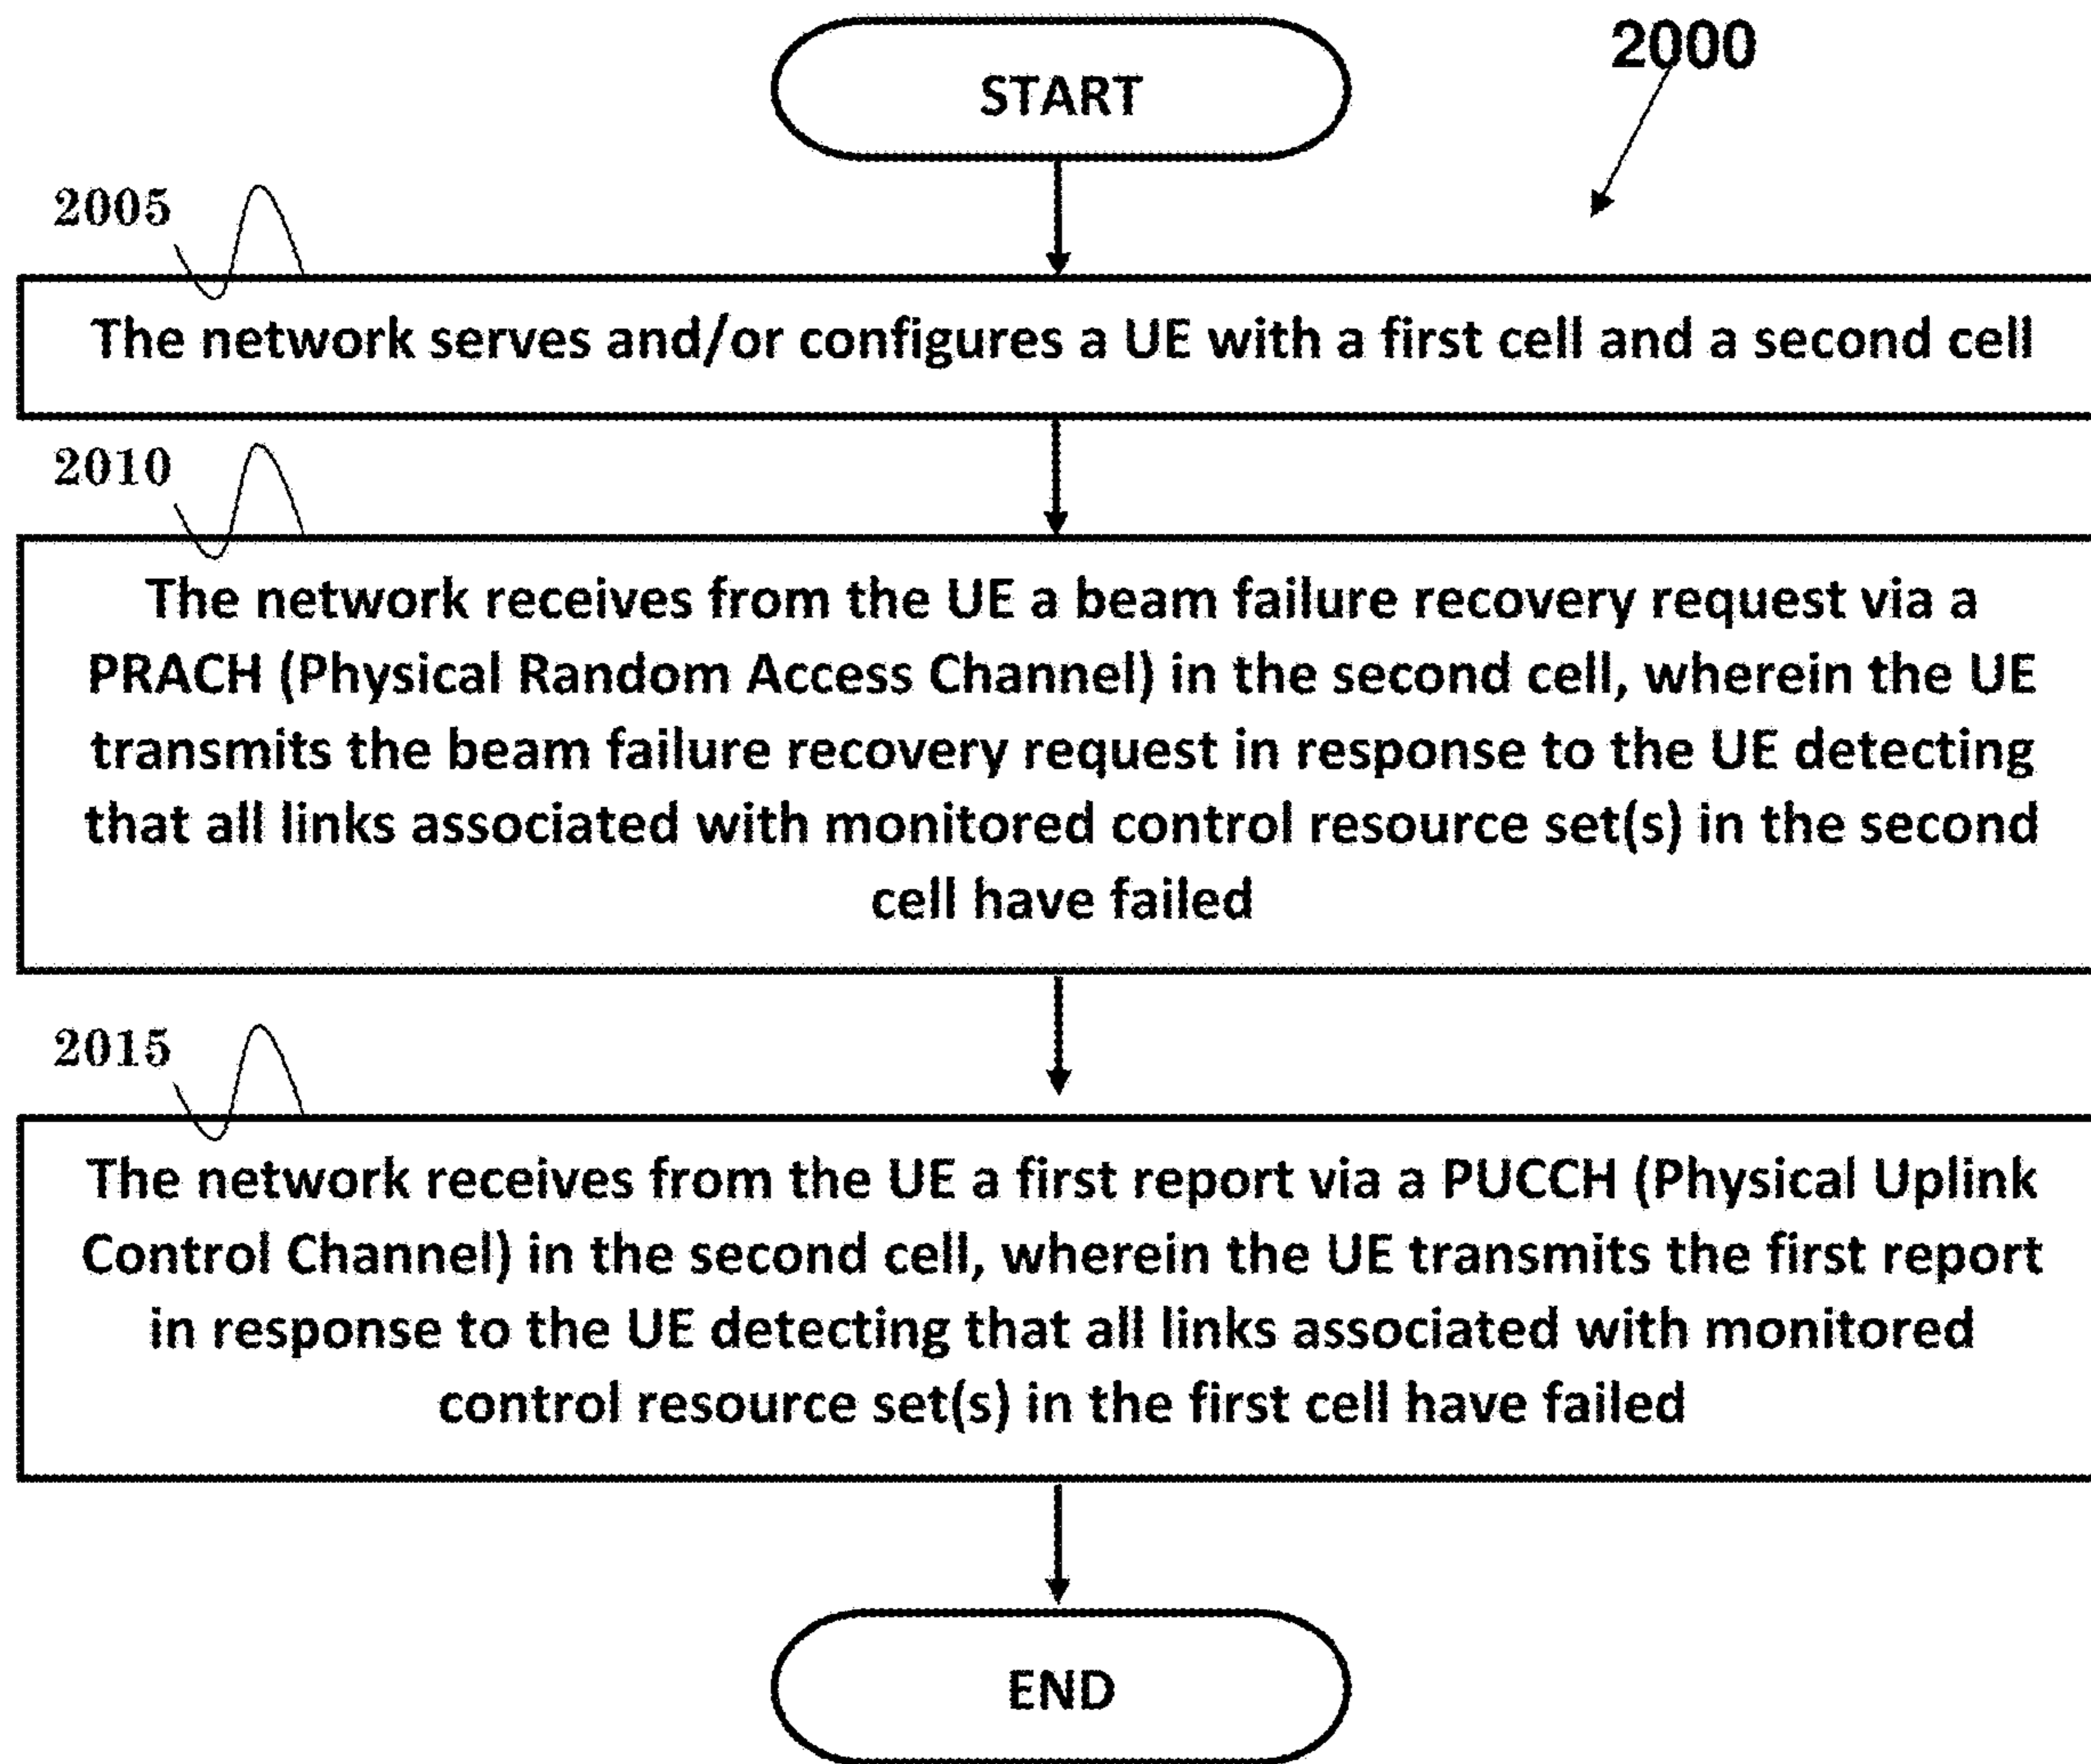 START
2000
2005
The network serves and/or configures a UE with a first cell and a second cell
2010
The network receives from the UE a beam failure recovery request via a
PRACH (Physical Random Access Channel) in the second cell, wherein the UE
transmits the beam failure recovery request in response to the UE detecting
that all links associated with monitored control resource set(s) in the second
cell have failed
2015
The network receives from the UE a first report via a PUCCH (Physical Uplink
Control Channel) in the second cell, wherein the UE transmits the first report
in response to the UE detecting that all links associated with monitored
control resource set(s) in the first cell have failed
END